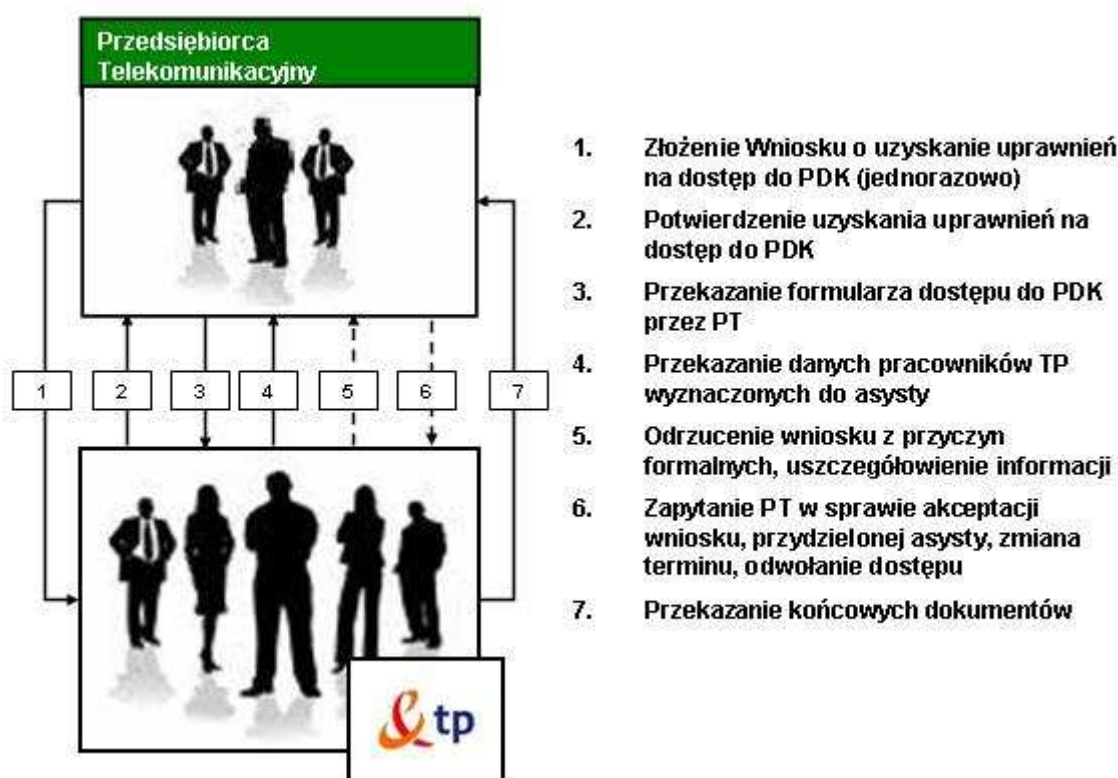 Przedsiębiorca
Telekomunikacyjny
1
2
3
4
5
6
7
tp
1. Złożenie Wniosku o uzyskanie uprawnień
na dostęp do PDK (jednorazowo)
2. Potwierdzenie uzyskania uprawnień na
dostęp do PDK
3. Przekazanie formularza dostępu do PDK
przez PT
4. Przekazanie danych pracowników TP
wyznaczonych do asysty
5. Odrzucenie wniosku z przyczyn
formalnych, uszczegółowienie informacji
6. Zapytanie PT w sprawie akceptacji
wniosku, przydzielonej asysty, zmiana
terminu, odwołanie dostępu
7. Przekazanie końcowych dokumentów